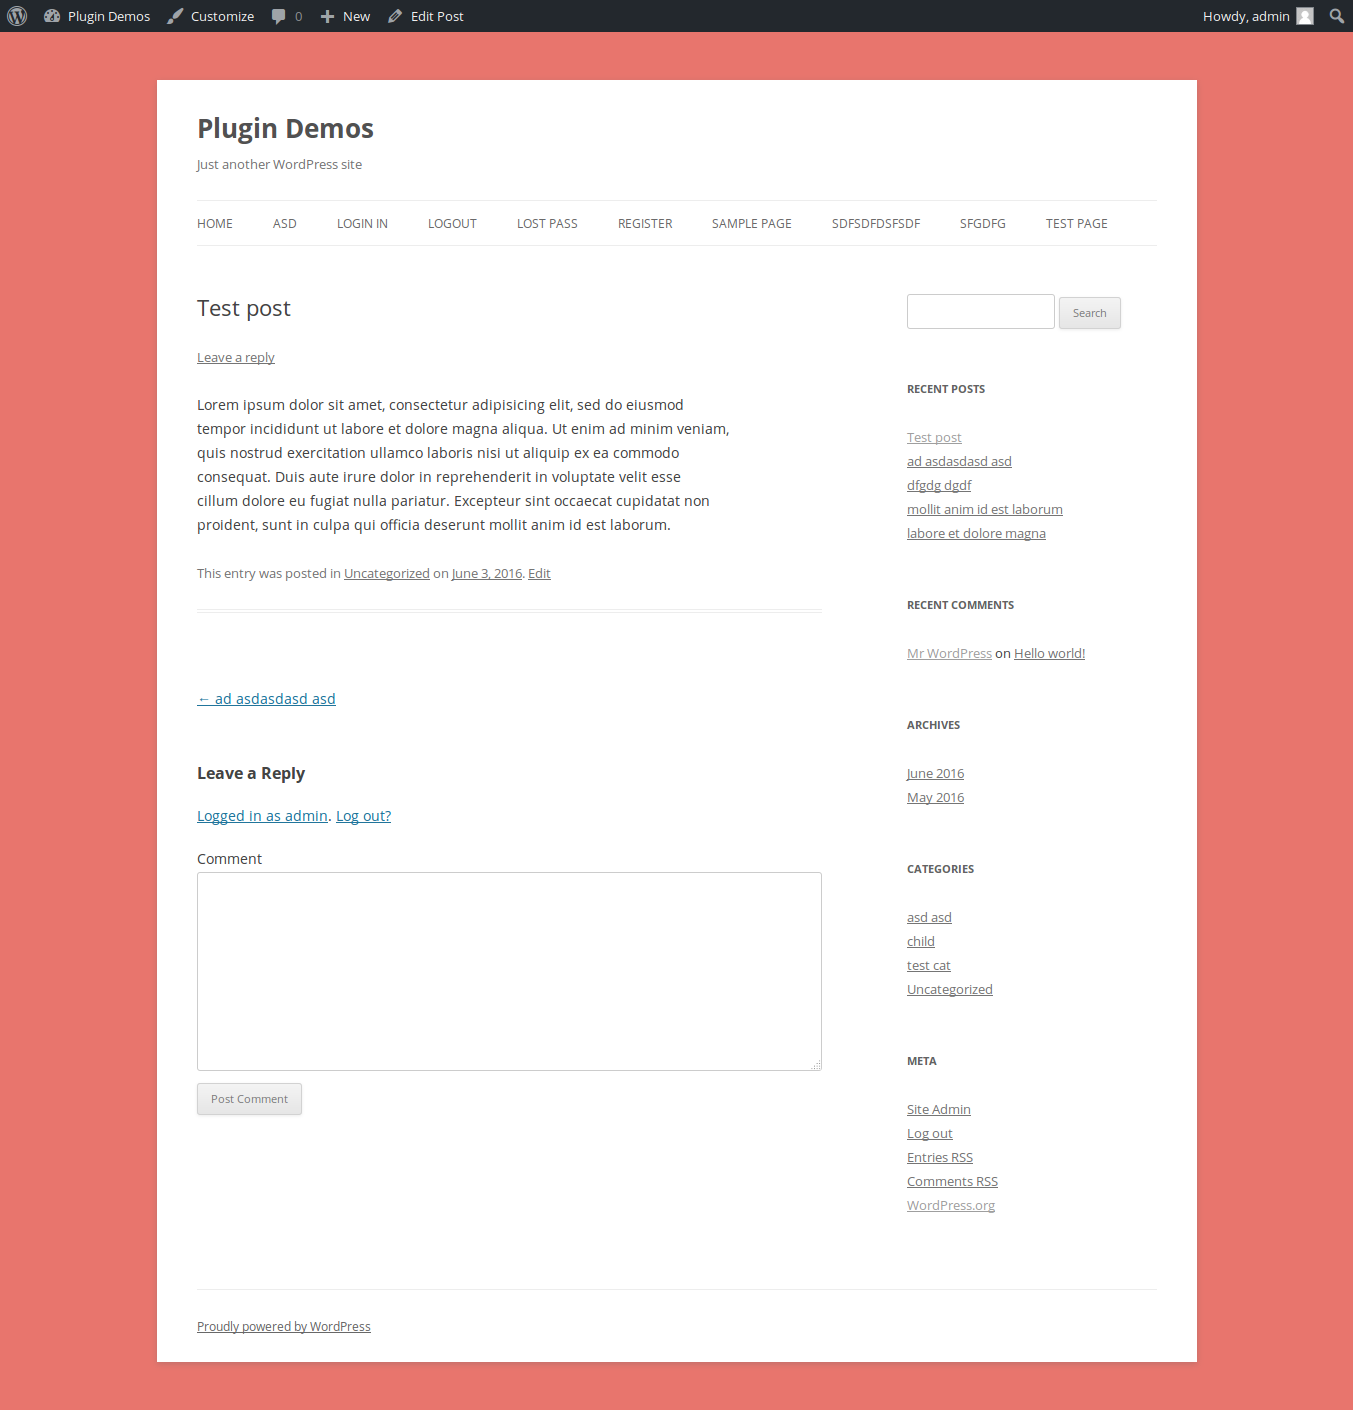 Plugin Demos Customize 0 New Edit Post Howdy, admin
Plugin Demos
Just another WordPress site
HOME ASD LOGIN IN LOGOUT LOST PASS REGISTER SAMPLE PAGE SDFSDFDSFSDF SFGDFG TEST PAGE
Test post
Leave a reply
Lorem ipsum dolor sit amet, consectetur adipisicing elit, sed do eiusmod
tempor incididunt ut labore et dolore magna aliqua. Ut enim ad minim veniam,
quis nostrud exercitation ullamco laboris nisi ut aliquip ex ea commodo
consequat. Duis aute irure dolor in reprehenderit in voluptate velit esse
cillum dolore eu fugiat nulla pariatur. Excepteur sint occaecat cupidatat non
proident, sunt in culpa qui officia deserunt mollit anim id est laborum.
This entry was posted in Uncategorized on June 3, 2016. Edit
← ad asdasdasd asd
Leave a Reply
Logged in as admin. Log out?
Comment
Post Comment
Search
RECENT POSTS
Test post
ad asdasdasd asd
dfgdg dgdf
mollit anim id est laborum
labore et dolore magna
RECENT COMMENTS
Mr WordPress on Hello world!
ARCHIVES
June 2016
May 2016
CATEGORIES
asd asd
child
test cat
Uncategorized
META
Site Admin
Log out
Entries RSS
Comments RSS
WordPress.org
Proudly powered by WordPress